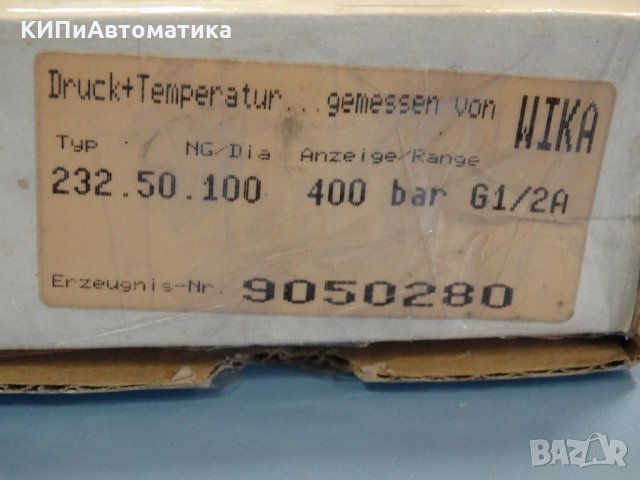 КИПиАвтоматика
Druck+Temperatur...gemessen von WIKA
Typ NG/Dia Anzeige/Range
232.50.100 400 bar G1/2A
Erzeugnis-Nr. 9050280
BAZAR